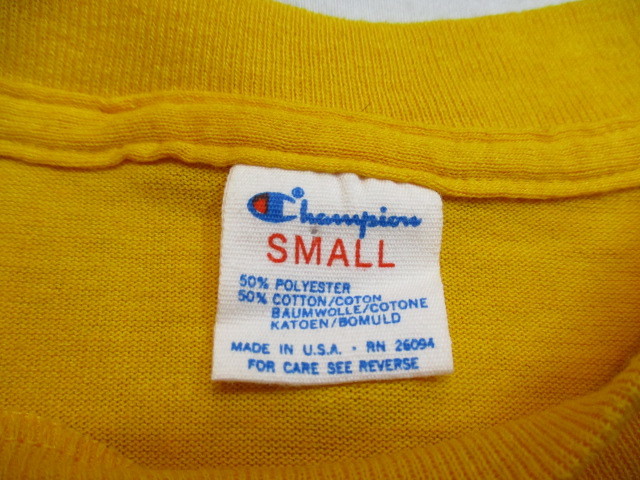 Champion®
SMALL
50% POLYESTER
50% COTTON/COTON
BAUMWOLLE/COTONE
KATOEN/BOMULD
MADE IN U.S.A. · RN 26094
FOR CARE SEE REVERSE